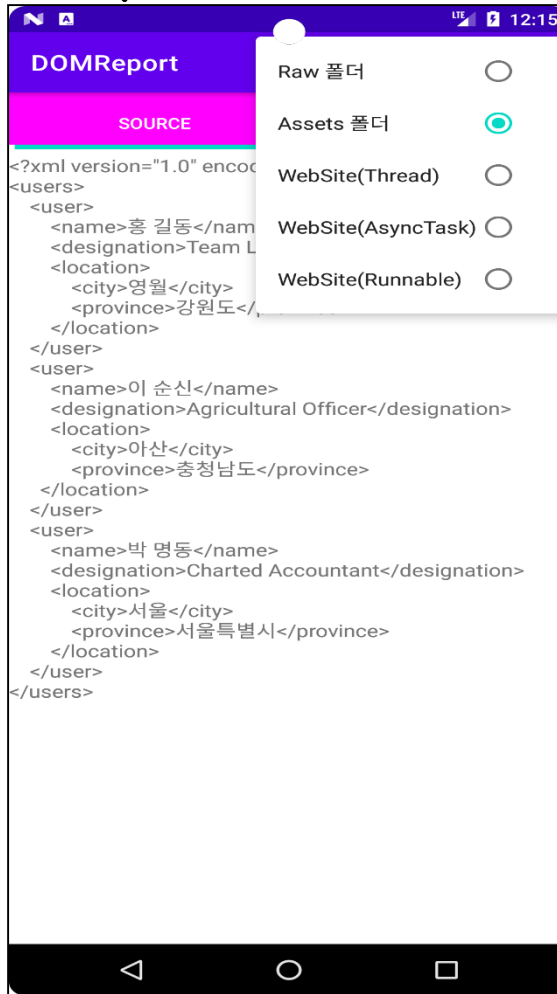 LTE 12:15
DOMReport
Raw 폴더
Assets 폴더
WebSite(Thread)
WebSite(AsyncTask)
WebSite(Runnable)
SOURCE
<?xml version="1.0"
<users>
<user>
<name>홍 길동</nam
<designation>Team L
<location>
<city>영월</city>
<province>강원도</
</location>
</user>
<user>
<name>이 순신</name>
<designation>Agricultural Officer</designation>
<location>
<city>아산</city>
<province>충청남도</province>
</location>
</user>
<user>
<name>박 명동</name>
<designation>Charted Accountant</designation>
<location>
<city>서울</city>
<province>서울특별시</province>
</location>
</user>
</users>